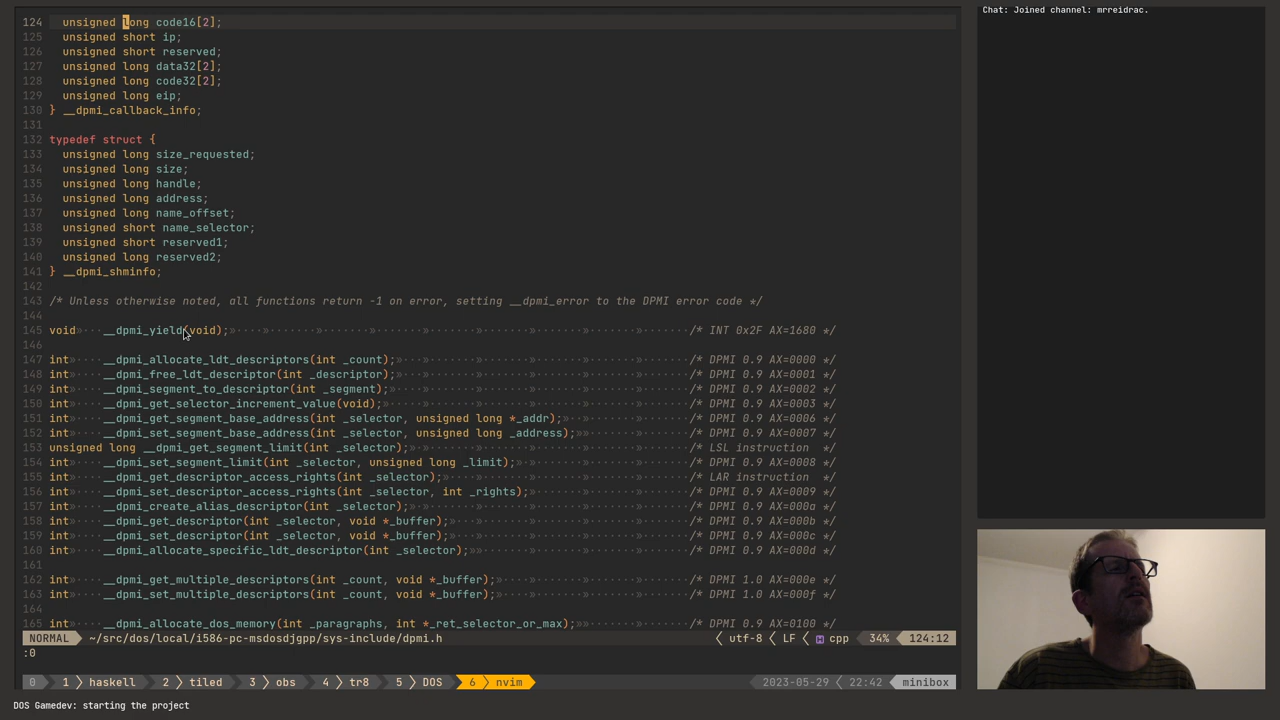 124 unsigned long code16[2];
125 unsigned short ip;
126 unsigned short reserved;
127 unsigned long data32[2];
128 unsigned long code32[2];
129 unsigned long eip;
130 } __dpmi_callback_info;
131
132 typedef struct {
133 unsigned long size_requested;
134 unsigned long size;
135 unsigned long handle;
136 unsigned long address;
137 unsigned long name_offset;
138 unsigned short name_selector;
139 unsigned short reserved1;
140 unsigned long reserved2;
141 } __dpmi_shminfo;
142
143 /* Unless otherwise noted, all functions return -1 on error, setting __dpmi_error to the DPMI error code */
144
145 void __dpmi_yield(void); /* INT 0x2F AX=1680 */
146
147 int __dpmi_allocate_ldt_descriptors(int _count); /* DPMI 0.9 AX=0000 */
148 int __dpmi_free_ldt_descriptor(int _descriptor); /* DPMI 0.9 AX=0001 */
149 int __dpmi_segment_to_descriptor(int _segment); /* DPMI 0.9 AX=0002 */
150 int __dpmi_get_selector_increment_value(void); /* DPMI 0.9 AX=0003 */
151 int __dpmi_get_segment_base_address(int _selector, unsigned long *_addr); /* DPMI 0.9 AX=0006 */
152 int __dpmi_set_segment_base_address(int _selector, unsigned long _address); /* DPMI 0.9 AX=0007 */
153 unsigned long __dpmi_get_segment_limit(int _selector); /* LSL instruction */
154 int __dpmi_set_segment_limit(int _selector, unsigned long _limit); /* DPMI 0.9 AX=0008 */
155 int __dpmi_get_descriptor_access_rights(int _selector); /* LAR instruction */
156 int __dpmi_set_descriptor_access_rights(int _selector, int _rights); /* DPMI 0.9 AX=0009 */
157 int __dpmi_create_alias_descriptor(int _selector); /* DPMI 0.9 AX=000a */
158 int __dpmi_get_descriptor(int _selector, void *_buffer); /* DPMI 0.9 AX=000b */
159 int __dpmi_set_descriptor(int _selector, void *_buffer); /* DPMI 0.9 AX=000c */
160 int __dpmi_allocate_specific_ldt_descriptor(int _selector); /* DPMI 0.9 AX=000d */
161
162 int __dpmi_get_multiple_descriptors(int _count, void *_buffer); /* DPMI 1.0 AX=000e */
163 int __dpmi_set_multiple_descriptors(int _count, void *_buffer); /* DPMI 1.0 AX=000f */
164
165 int __dpmi_allocate_dos_memory(int _paragraphs, int *_ret_selector_or_max); /* DPMI 0.9 AX=0100 */
NORMAL ~/src/dos/local/i586-pc-msdosdjgpp/sys-include/dpmi.h utf-8 LF cpp 34% 124:12
:0
0 1 haskell 2 tiled 3 obs 4 tr8 5 DOS 6 nvim 2023-05-29 22:42 minibox
DOS Gamedev: starting the project
Chat: Joined channel: mrreidrac.